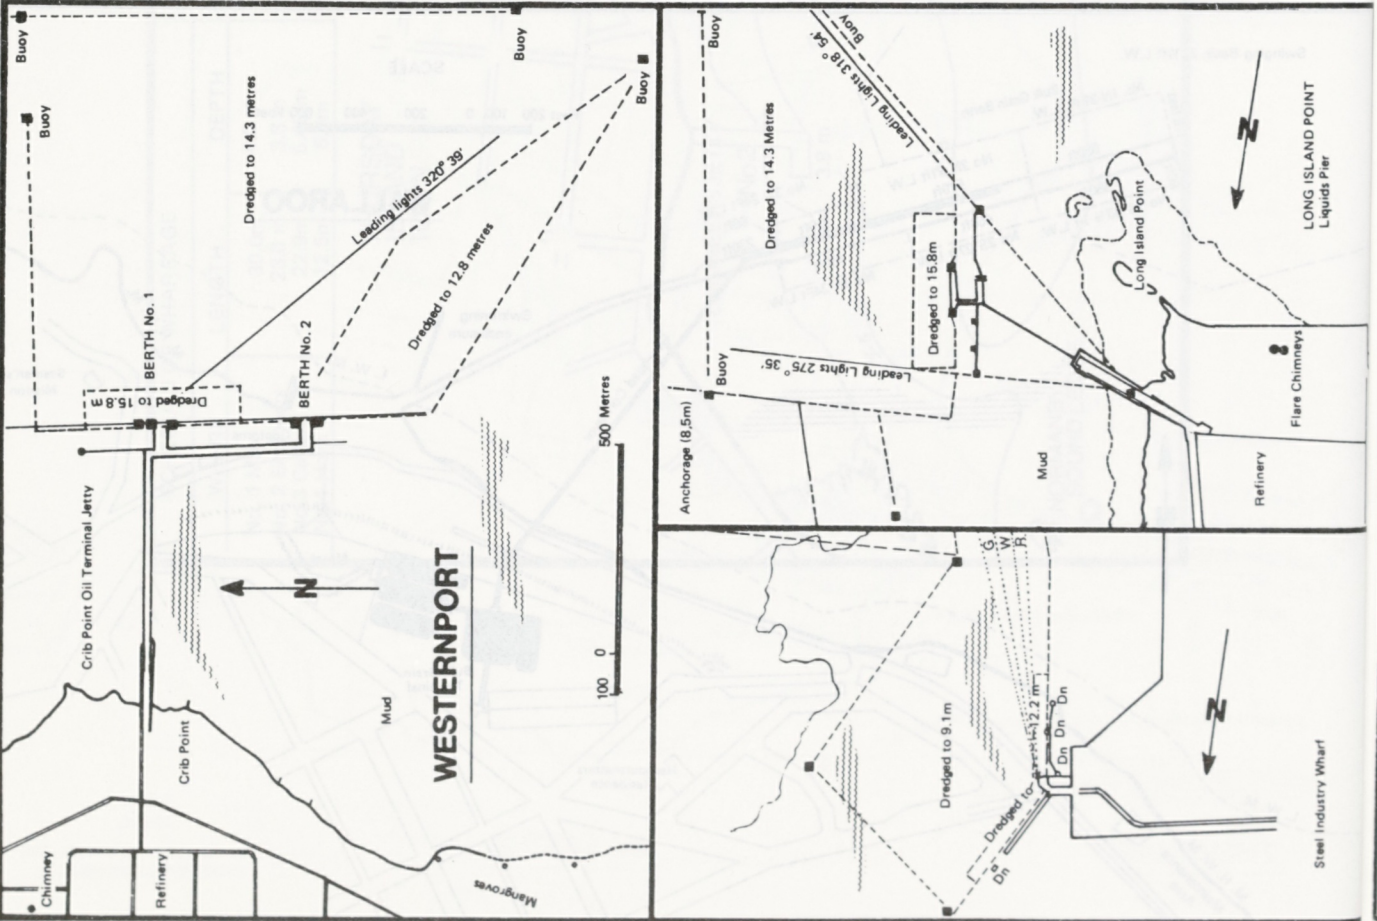 Buoy
Buoy
Buoy
Buoy
Dredged to 14.3 metres
Leading lights 320° 39'
Dredged to 12.8 metres
BERTH No. 1
Dredged to 15.8 m
BERTH No. 2
Crib Point Oil Terminal Jetty
N
Crib Point
Mud
WESTERNPORT
100 0 500 Metres
Chimney
Refinery
Mangroves
Buoy
Buoy
Leading Lights 318° 54'
Dredged to 14.3 Metres
Dredged to 15.8m
Leading Lights 275° 35'
Buoy
Anchorage (8,5m)
Long Island Point
N
LONG ISLAND POINT
Liquids Pier
Flare Chimneys
Mud
Refinery
G.
W.
R.
Dredged to 9.1m
Dredged to 12.2 m
Dn
Dn
Dn
Dn
N
Steel Industry Wharf